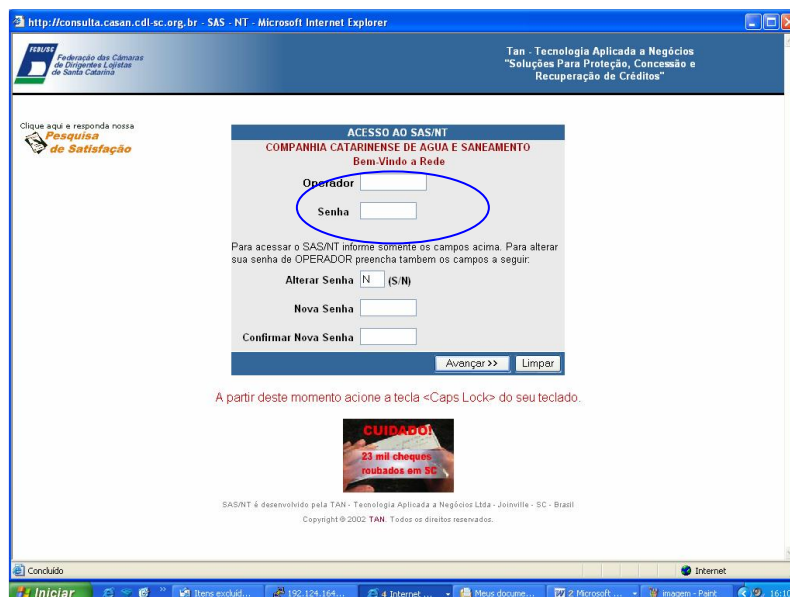 http://consulta.casan.cdl-sc.org.br - SAS - NT - Microsoft Internet Explorer
FCDL/SC
Federação das Câmaras
de Dirigentes Lojistas
de Santa Catarina
Tan - Tecnologia Aplicada a Negócios
"Soluções Para Proteção, Concessão e
Recuperação de Créditos"
Clique aqui e responda nossa
Pesquisa
de Satisfação
ACESSO AO SAS/NT
COMPANHIA CATARINENSE DE AGUA E SANEAMENTO
Bem-Vindo a Rede
Operador
Senha
Para acessar o SAS/NT informe somente os campos acima. Para alterar
sua senha de OPERADOR preencha tambem os campos a seguir:
Alterar Senha N (S/N)
Nova Senha
Confirmar Nova Senha
Avançar >> Limpar
A partir deste momento acione a tecla <Caps Lock> do seu teclado.
CUIDADO!
23 mil cheques
roubados em SC
SAS/NT é desenvolvido pela TAN - Tecnologia Aplicada a Negócios Ltda - Joinville - SC - Brasil
Copyright © 2002 TAN. Todos os direitos reservados.
Concluído Internet
Iniciar Itens excluíd... 192.124.164... 4 Internet ... Meus docume... 2 Microsoft ... imagem - Paint 16:10